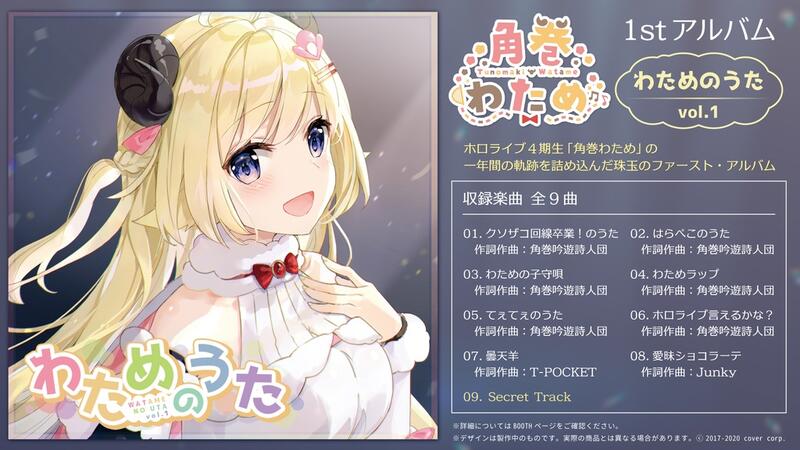 わためのうた
WATAME
NO UTA
vol.1
角巻
Tunomaki Watame
わため
1stアルバム
わためのうた
vol.1
ホロライブ4期生「角巻わため」の
一年間の軌跡を詰め込んだ珠玉のファースト・アルバム
収録楽曲 全9曲
01. クソザコ回線卒業！のうた
作詞作曲：角巻吟遊詩人団
02. はらぺこのうた
作詞作曲：角巻吟遊詩人団
03. わための子守唄
作詞作曲：角巻吟遊詩人団
04. わためラップ
作詞作曲：角巻吟遊詩人団
05. てぇてぇのうた
作詞作曲：角巻吟遊詩人団
06. ホロライブ言えるかな？
作詞作曲：角巻吟遊詩人団
07. 曇天羊
作詞作曲：T-POCKET
08. 愛昧ショコラーテ
作詞作曲：Junky
09. Secret Track
※詳細についてはBOOTHページをご確認ください。
※デザインは製作中のものです。実際の商品とは異なる場合があります。© 2017-2020 cover corp.